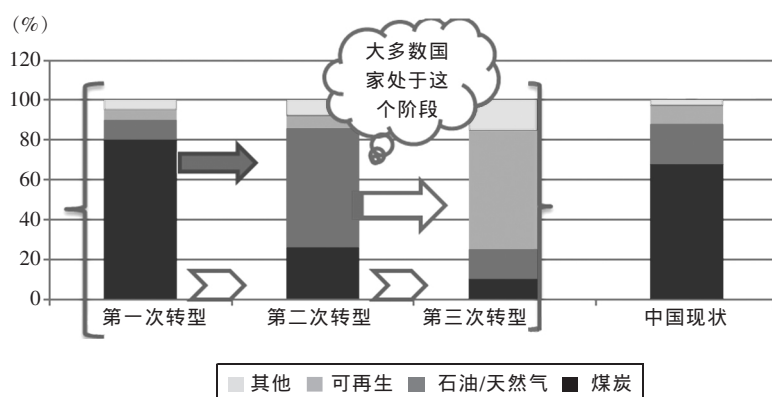 (%)
120
100
80
60
40
20
0
大多数国
家处于这
个阶段
第一次转型
第二次转型
第三次转型
中国现状
其他
可再生
石油/天然气
煤炭